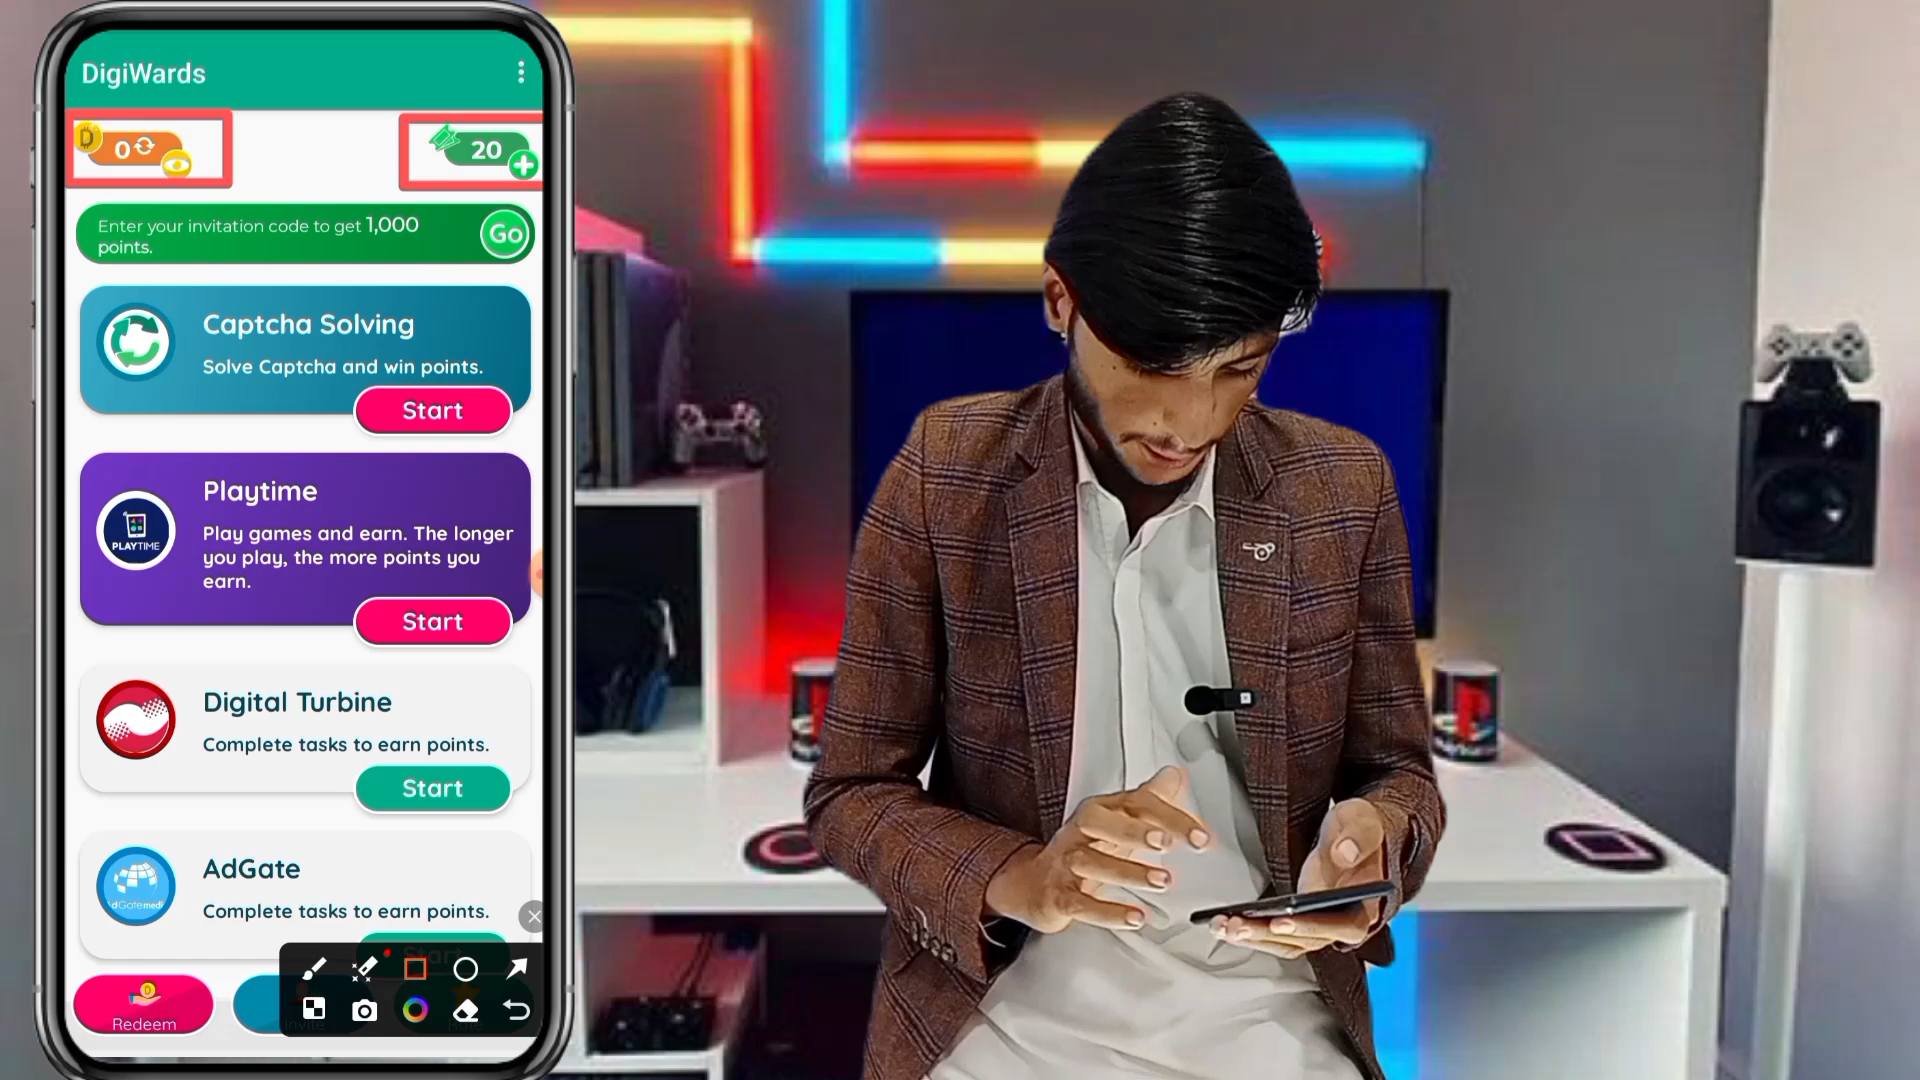 DigiWards
0
20
Enter your invitation code to get 1,000
points.
Go
Captcha Solving
Solve Captcha and win points.
Start
Playtime
PLAYTIME
Play games and earn. The longer
you play, the more points you
earn.
Start
Digital Turbine
Complete tasks to earn points.
Start
AdGate
Complete tasks to earn points.
Start
Redeem
Invite